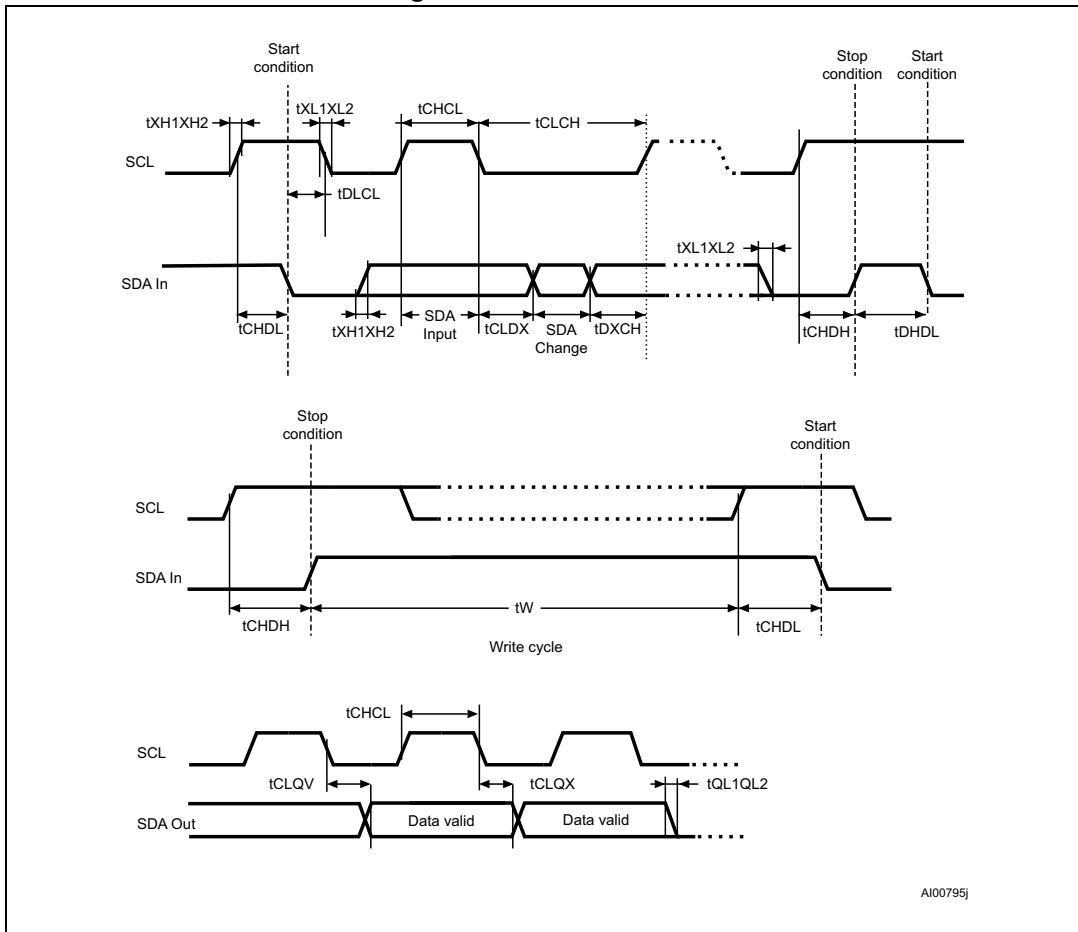 Start
condition
Stop
condition
Start
condition
tXH1XH2
tXL1XL2
tCHCL
tCLCH
SCL
tDLCL
tXL1XL2
SDA In
tCHDL
tXH1XH2
SDA
Input
tCLDX
SDA
Change
tDXCH
tCHDH
tDHDL
Stop
condition
Start
condition
SCL
SDA In
tCHDH
tW
tCHDL
Write cycle
tCHCL
SCL
tCLQV
tCLQX
tQL1QL2
SDA Out
Data valid
Data valid
AI00795j